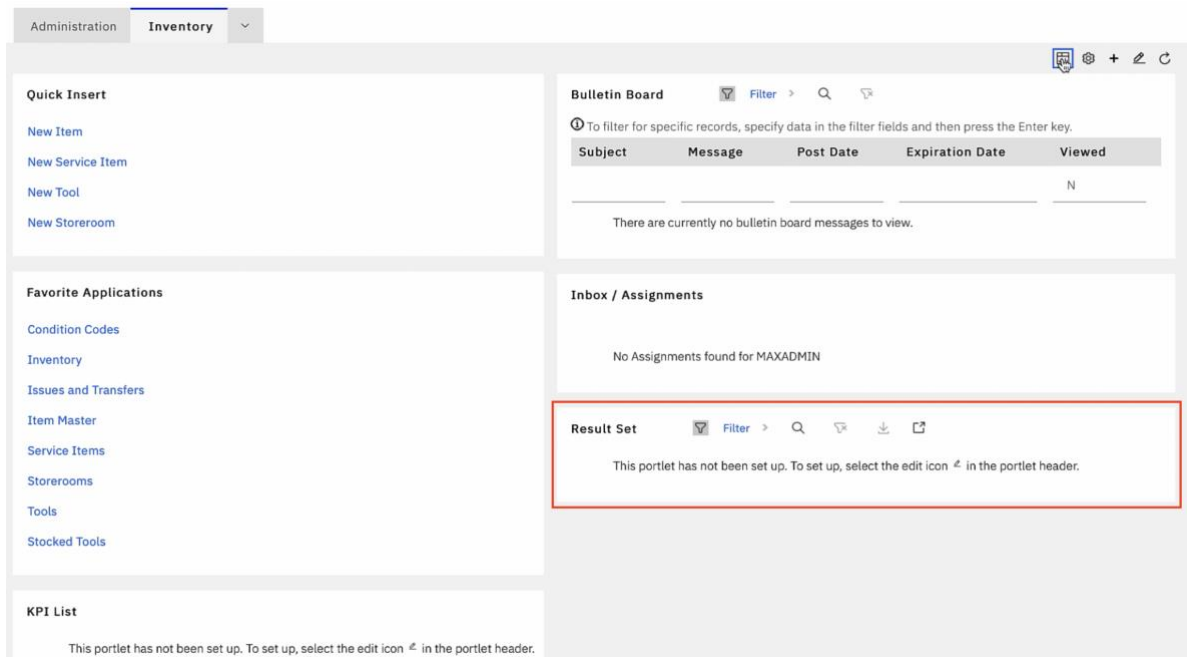 Administration
Inventory
Quick Insert
New Item
New Service Item
New Tool
New Storeroom
Favorite Applications
Condition Codes
Inventory
Issues and Transfers
Item Master
Service Items
Storerooms
Tools
Stocked Tools
KPI List
This portlet has not been set up. To set up, select the edit icon in the portlet header.
Bulletin Board
Filter
To filter for specific records, specify data in the filter fields and then press the Enter key.
Subject Message Post Date Expiration Date Viewed
N
There are currently no bulletin board messages to view.
Inbox / Assignments
No Assignments found for MAXADMIN
Result Set
Filter
This portlet has not been set up. To set up, select the edit icon in the portlet header.